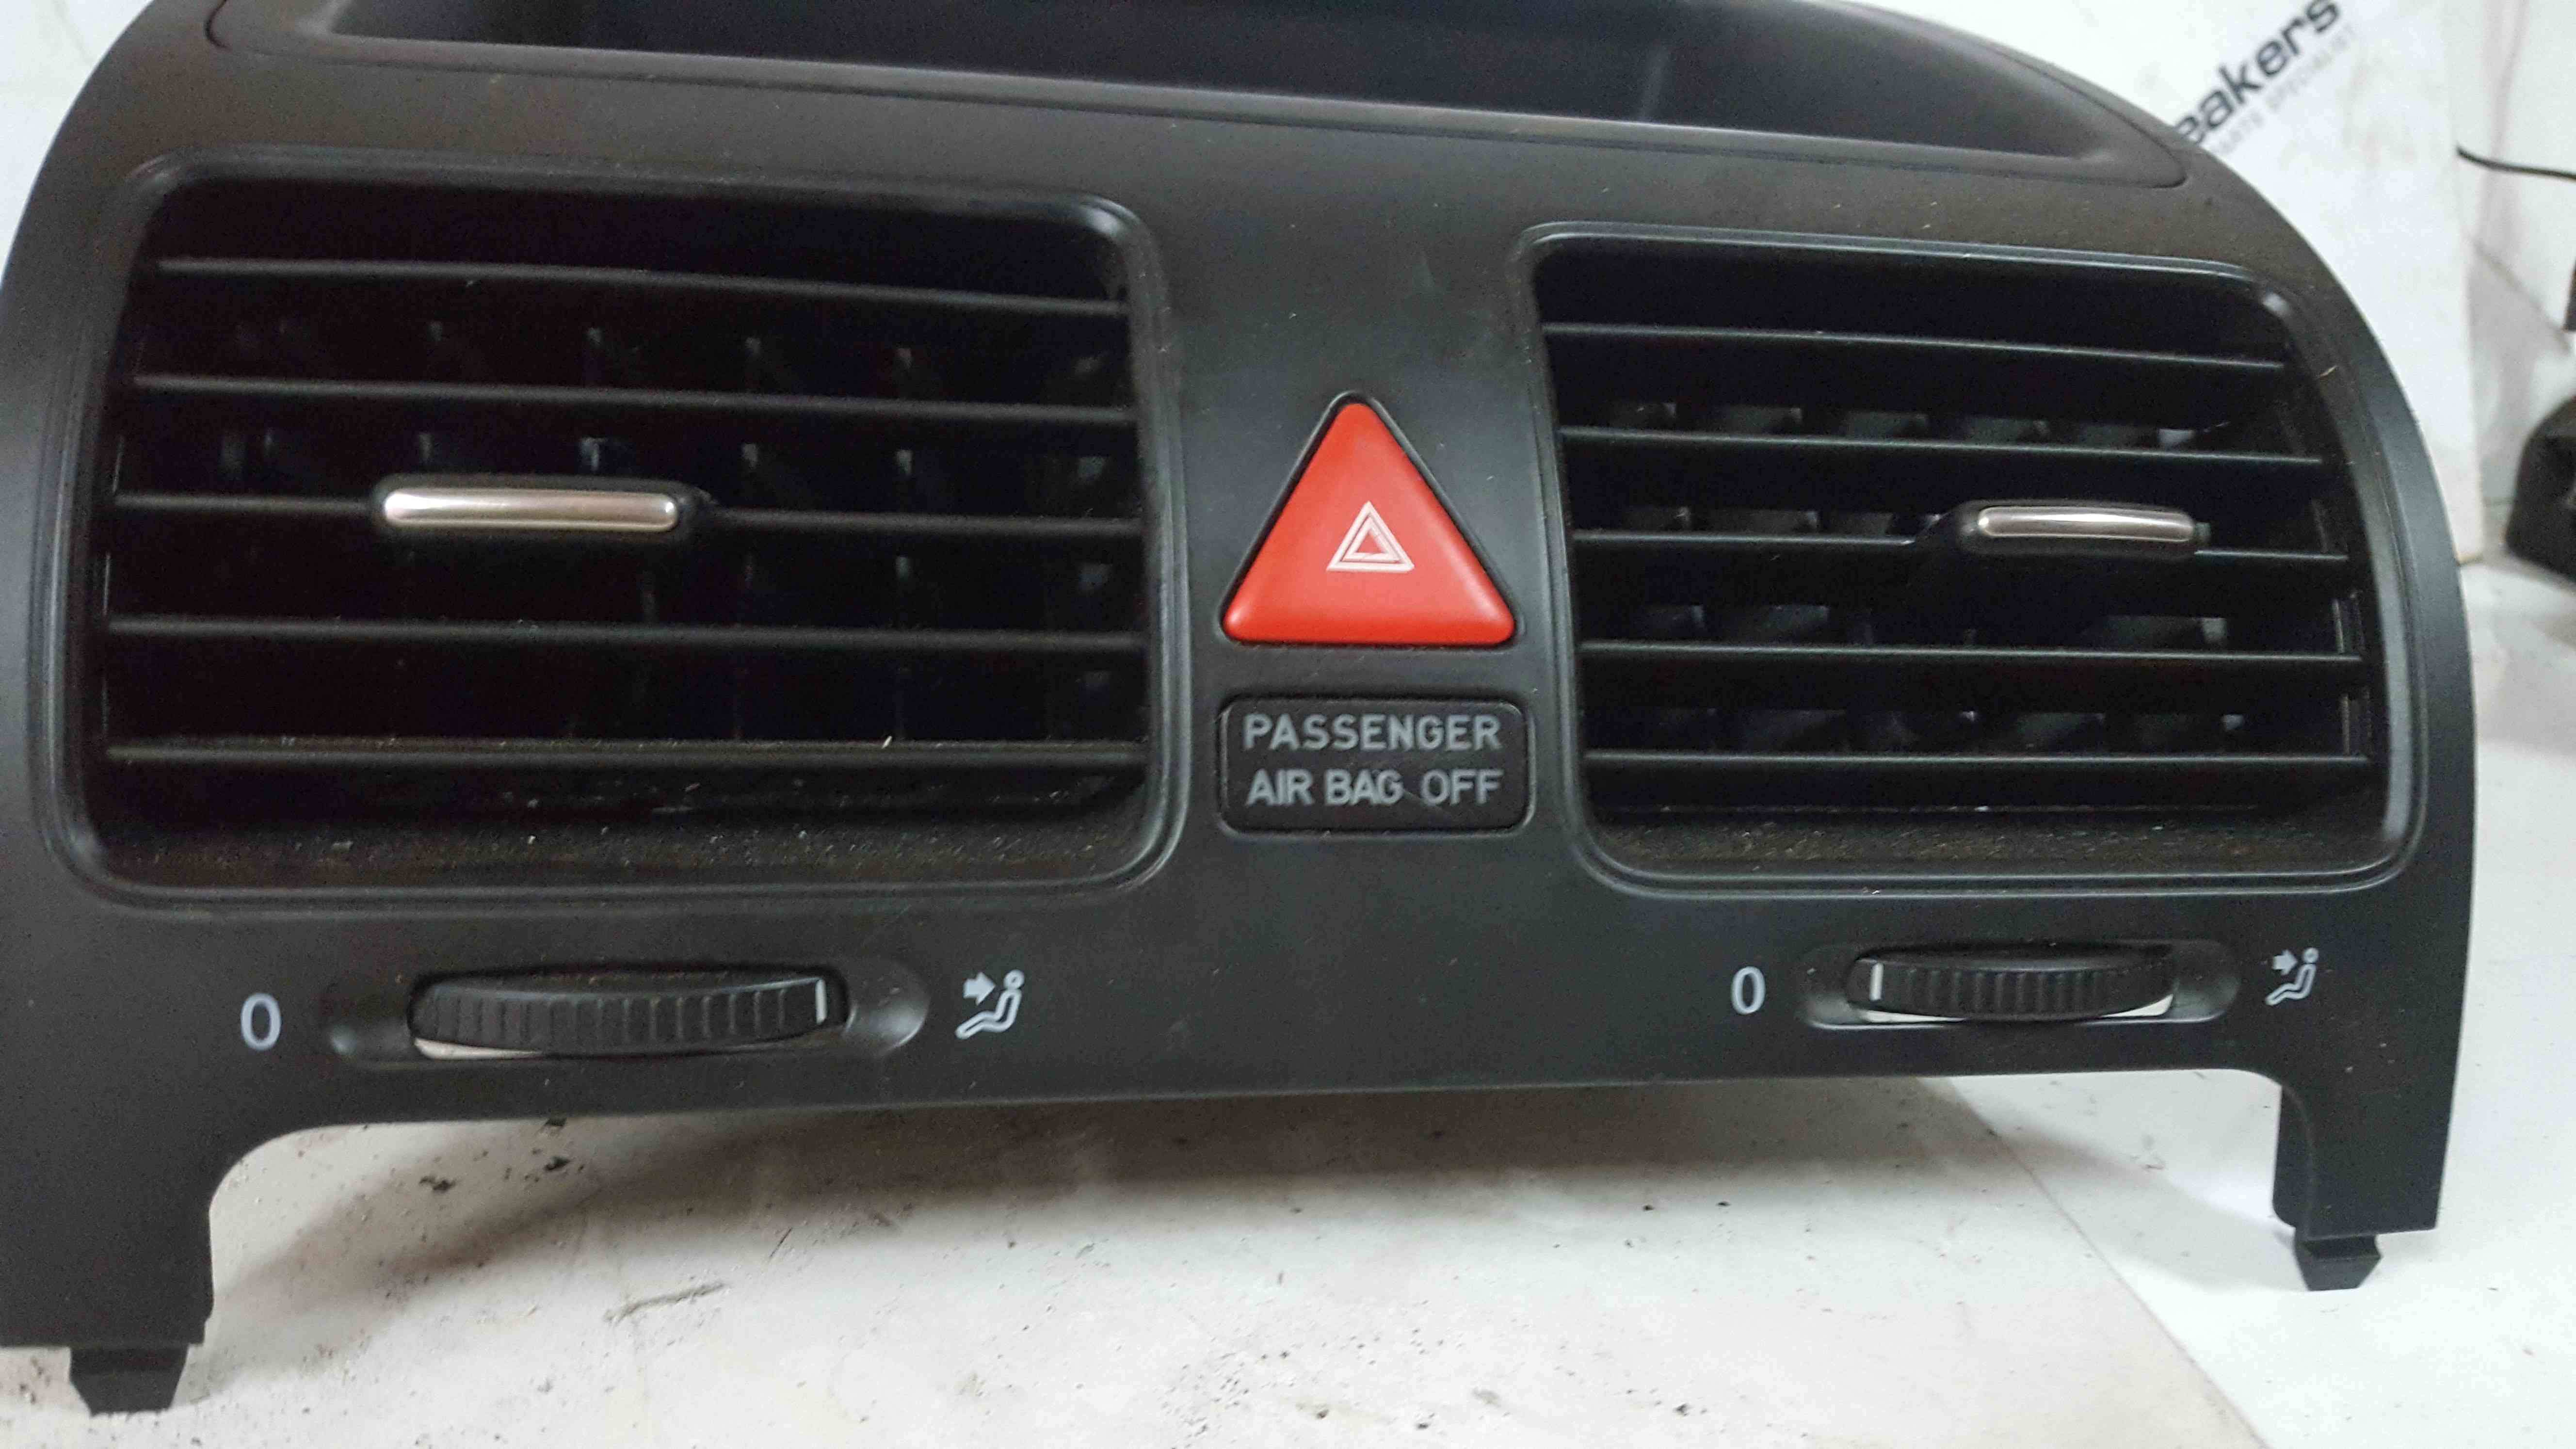 eakers
PASSENGER
AIR BAG OFF
0
0